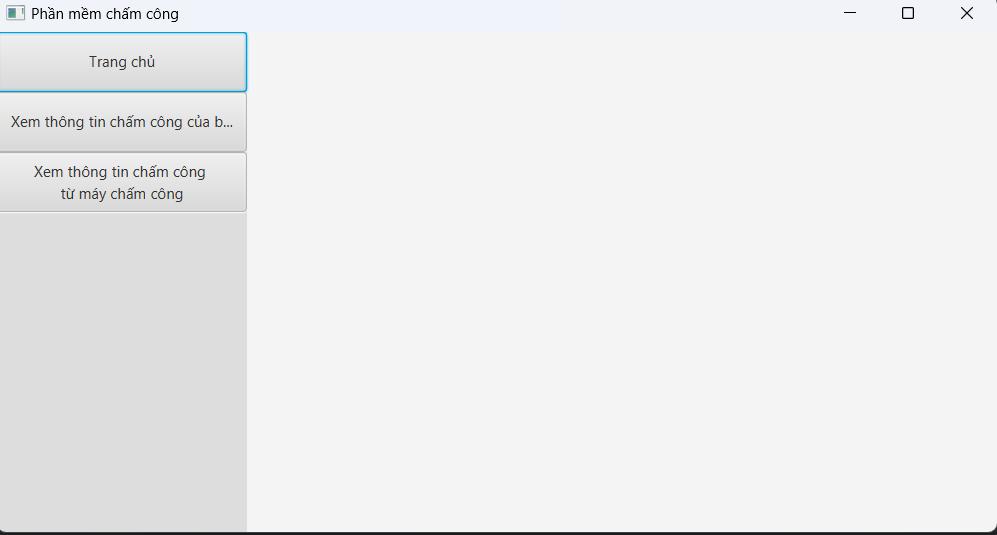 Phần mềm chấm công
Trang chủ
Xem thông tin chấm công của b...
Xem thông tin chấm công
từ máy chấm công